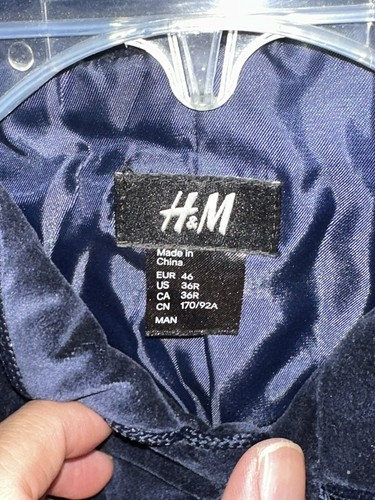 H&M
Made in
China
EUR 46
US 36R
CA 36R
CN 170/92A
MAN